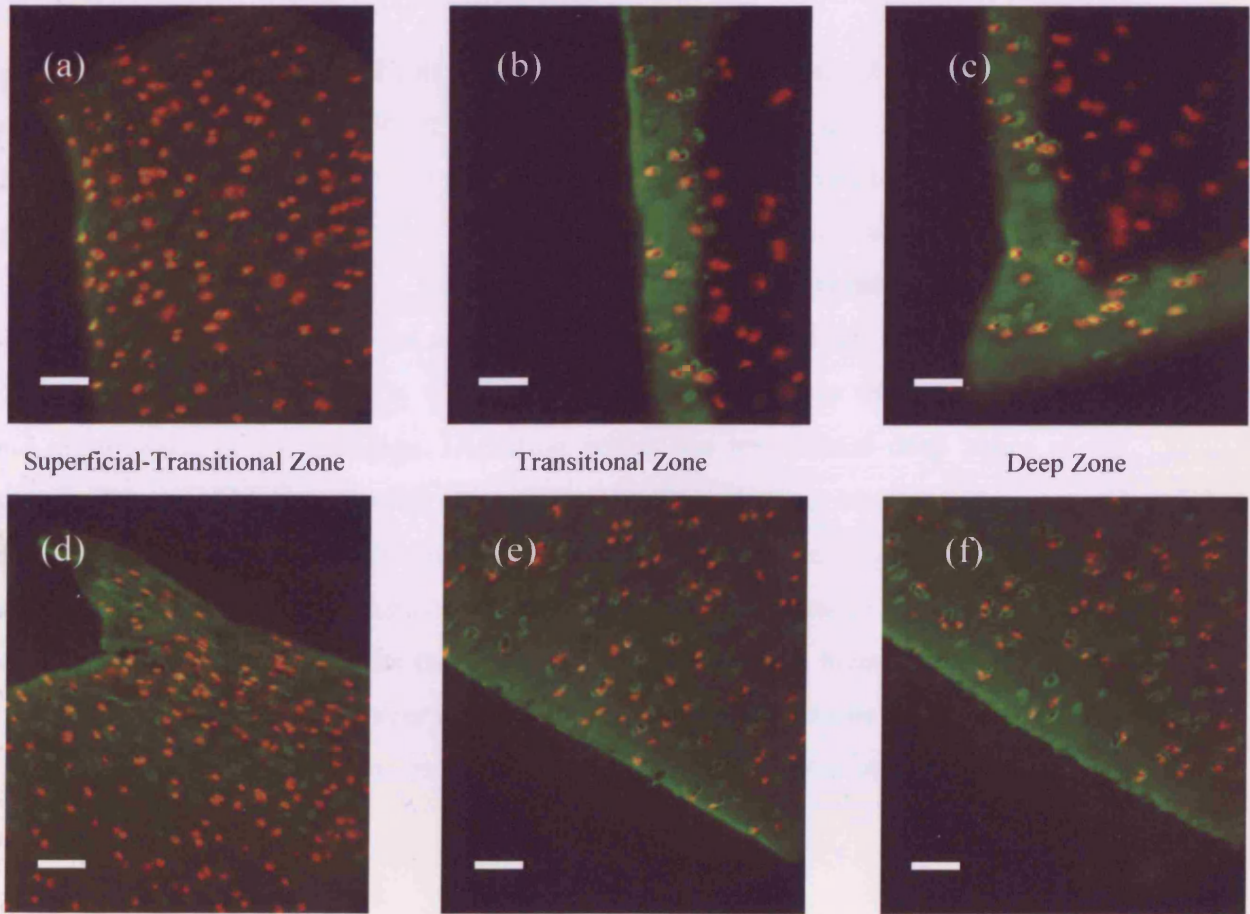 (a) (b) (c)
Superficial-Transitional Zone Transitional Zone Deep Zone
(d) (e) (f)